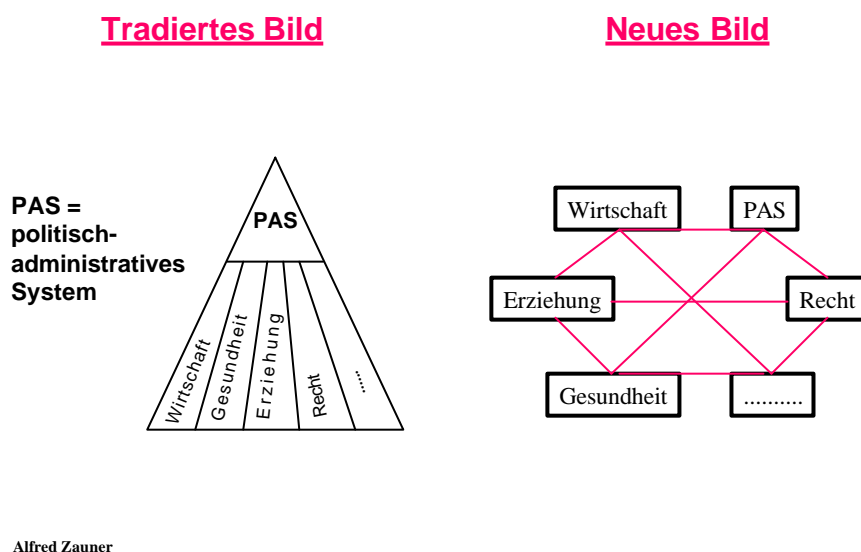 Tradiertes Bild
Neues Bild
PAS =
politisch-
administratives
System
PAS
Wirtschaft
Gesundheit
Erziehung
Recht
......
Wirtschaft
PAS
Erziehung
Recht
Gesundheit
..........
Alfred Zauner